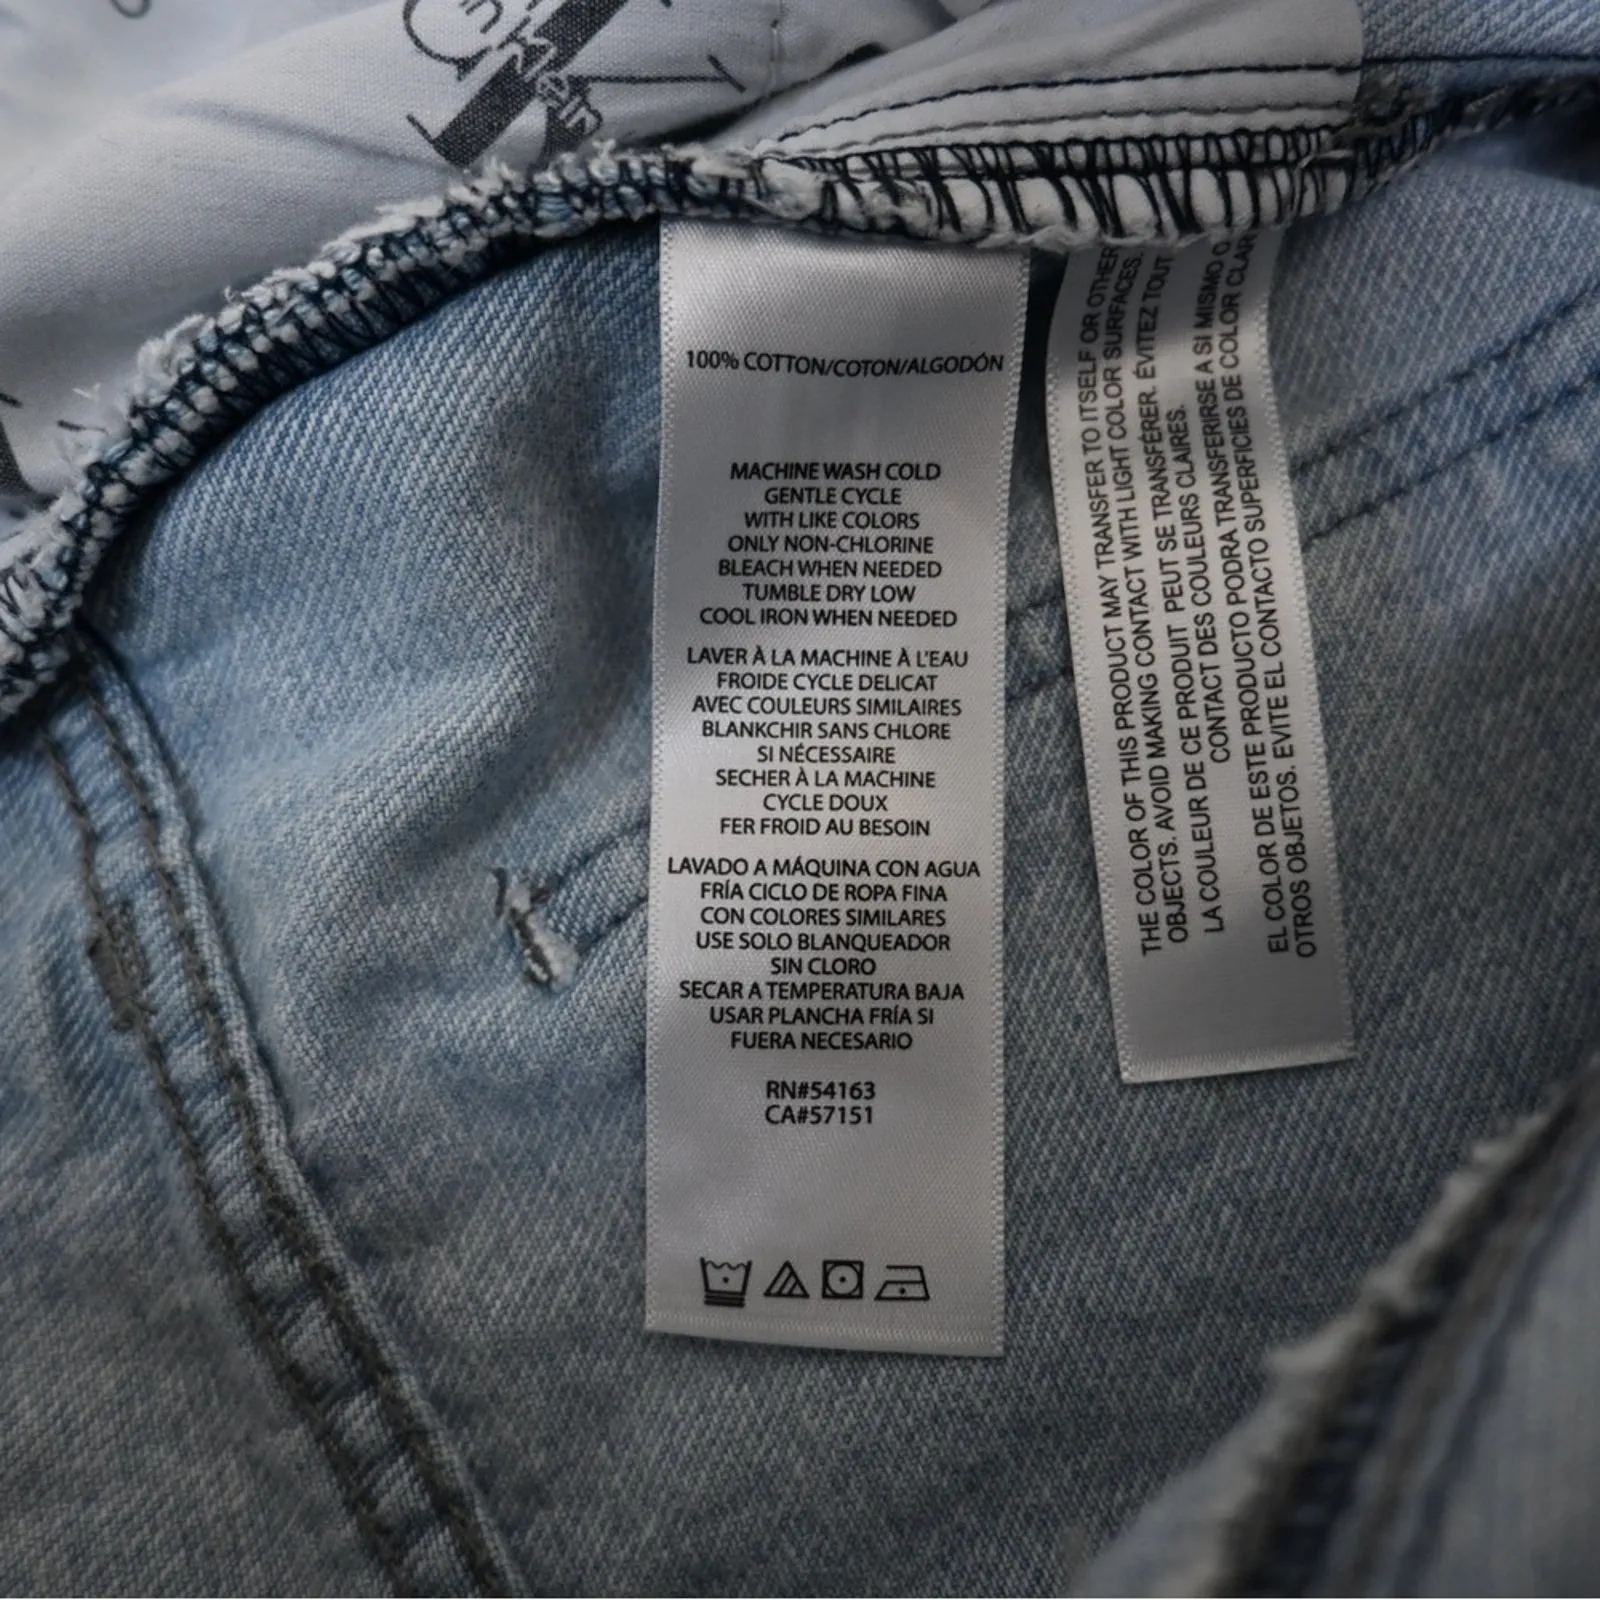 100% COTTON/COTON/ALGODÓN
MACHINE WASH COLD
GENTLE CYCLE
WITH LIKE COLORS
ONLY NON-CHLORINE
BLEACH WHEN NEEDED
TUMBLE DRY LOW
COOL IRON WHEN NEEDED
LAVER À LA MACHINE À L'EAU
FROIDE CYCLE DELICAT
AVEC COULEURS SIMILAIRES
BLANKCHIR SANS CHLORE
SI NÉCESSAIRE
SECHER À LA MACHINE
CYCLE DOUX
FER FROID AU BESOIN
LAVADO A MÁQUINA CON AGUA
FRÍA CICLO DE ROPA FINA
CON COLORES SIMILARES
USE SOLO BLANQUEADOR
SIN CLORO
SECAR A TEMPERATURA BAJA
USAR PLANCHA FRÍA SI
FUERA NECESARIO
RN#54163
CA#57151
THE COLOR OF THIS PRODUCT MAY TRANSFER TO ITSELF OR OTHER
OBJECTS. AVOID MAKING CONTACT WITH LIGHT COLOR SURFACES.
LA COULEUR DE CE PRODUIT PEUT SE TRANSFÉRER. ÉVITEZ TOUT
CONTACT DES COULEURS CLAIRES.
EL COLOR DE ESTE PRODUCTO PODRA TRANSFERIRSE A SI MISMO O
OTROS OBJETOS. EVITE EL CONTACTO SUPERFICIES DE COLOR